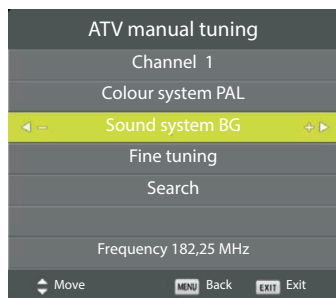 ATV manual tuning
Channel 1
Colour system PAL
Sound system BG
Fine tuning
Search
Frequency 182,25 MHz
Move MENU Back EXIT Exit